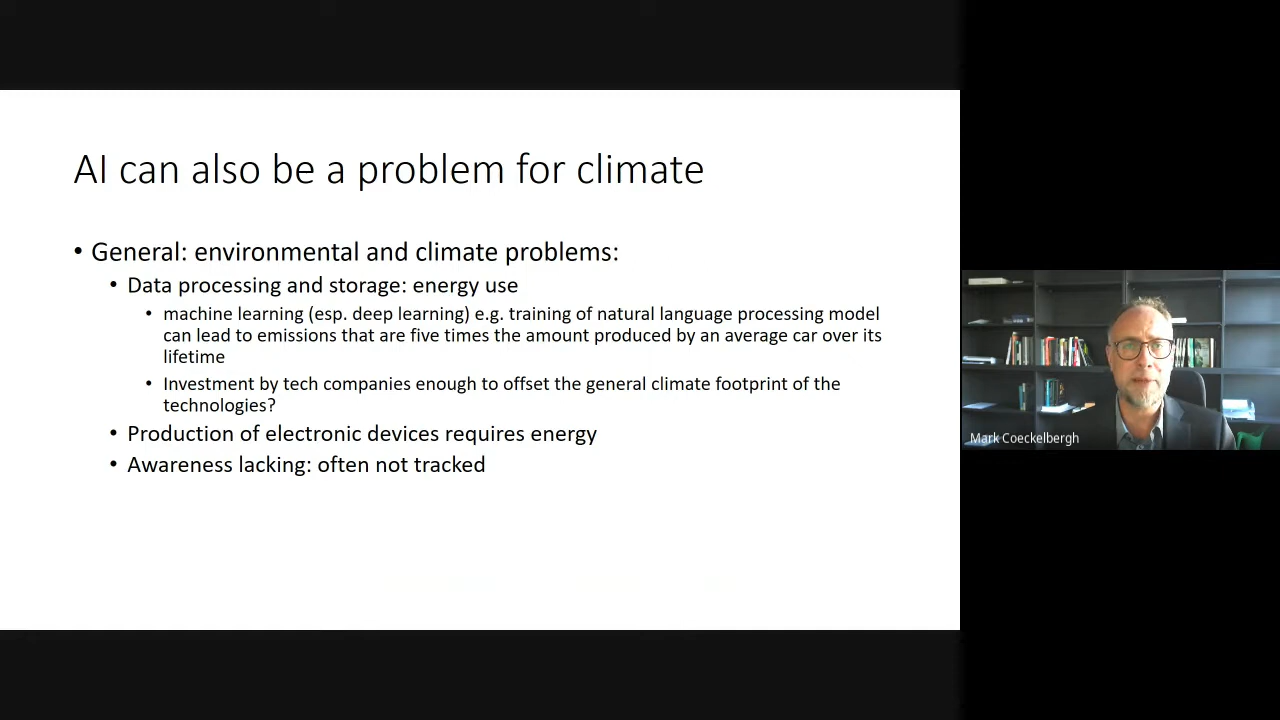 AI can also be a problem for climate
• General: environmental and climate problems:
• Data processing and storage: energy use
• machine learning (esp. deep learning) e.g. training of natural language processing model
can lead to emissions that are five times the amount produced by an average car over its
lifetime
• Investment by tech companies enough to offset the general climate footprint of the
technologies?
• Production of electronic devices requires energy
• Awareness lacking: often not tracked
Mark Coeckelbergh